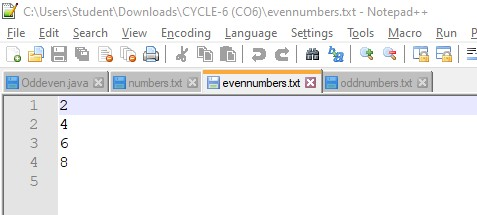 C:\Users\Student\Downloads\CYCLE-6 (CO6)\evennumbers.txt - Notepad++
File Edit Search View Encoding Language Settings Tools Macro Run P
Oddeven.java numbers.txt evennumbers.txt oddnumbers.txt
1 2
2 4
3 6
4 8
5